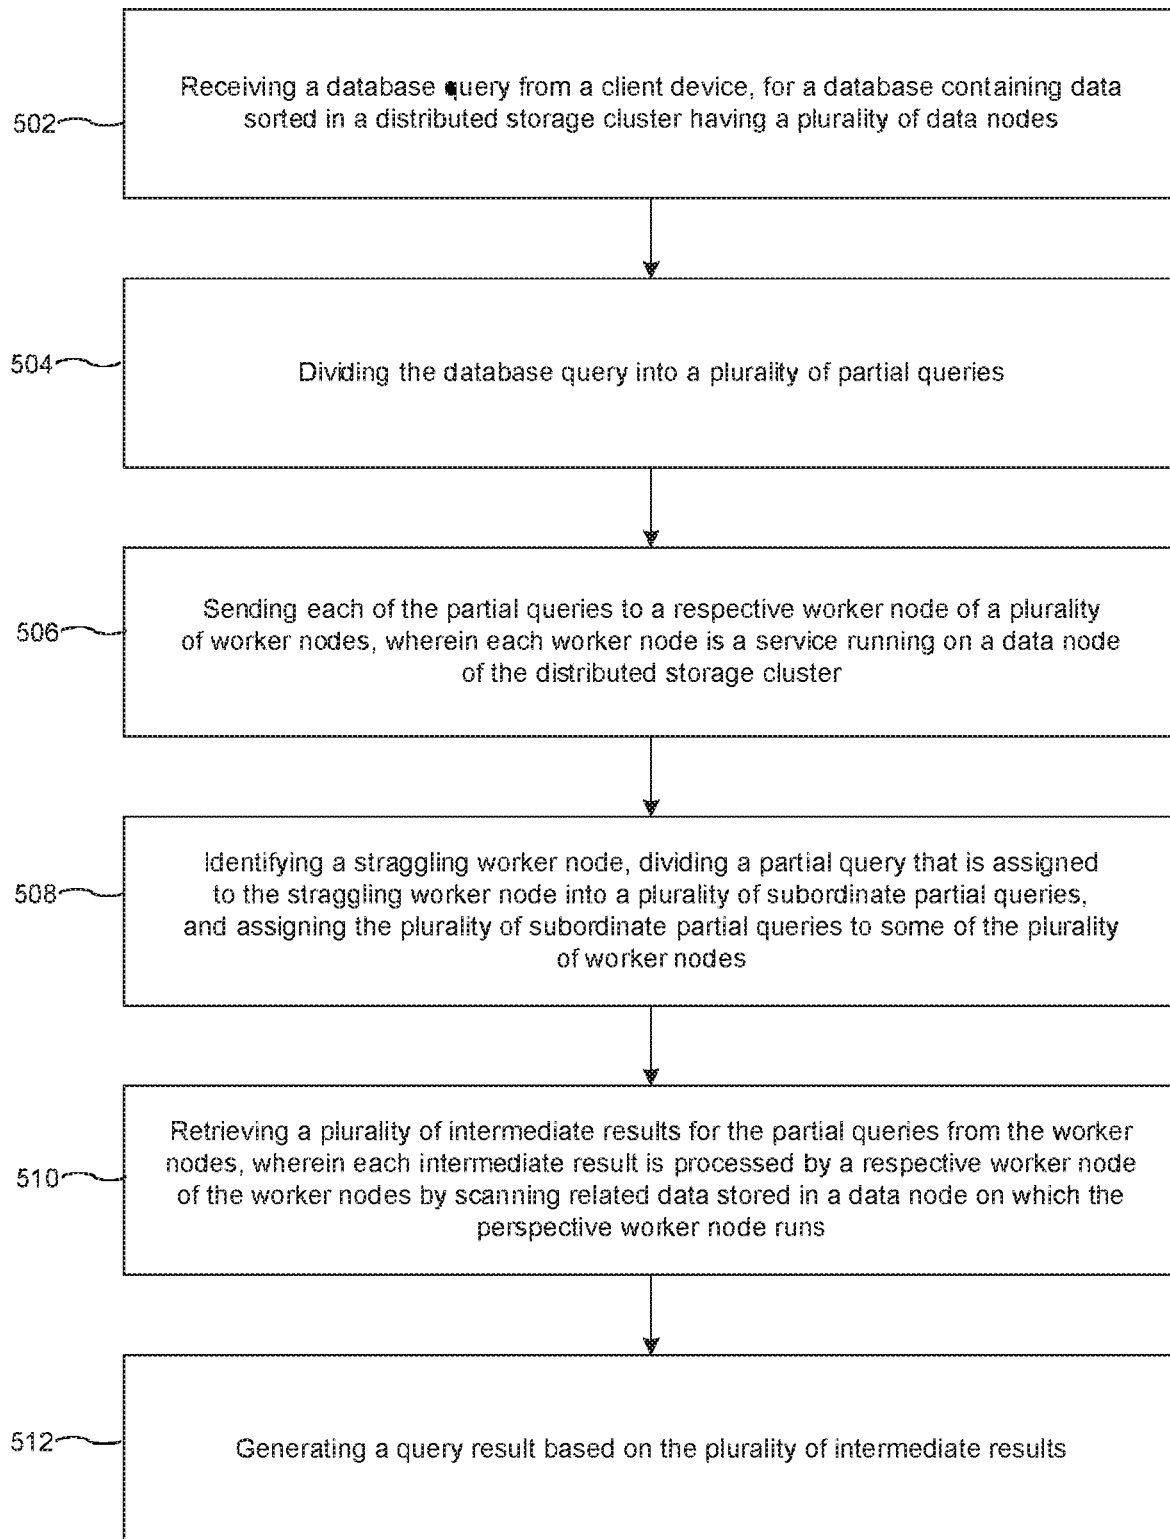 Receiving a database query from a client device, for a database containing data
502
sorted in a distributed storage cluster having a plurality of data nodes
504
Dividing the database query into a plurality of partial queries
Sending each of the partial queries to a respective worker node of a plurality
506
of worker nodes, wherein each worker node is a service running on a data node
of the distributed storage cluster
Identifying a straggling worker node, dividing a partial query that is assigned
508
to the straggling worker node into a plurality of subordinate partial queries,
and assigning the plurality of subordinate partial queries to some of the plurality
of worker nodes
Retrieving a plurality of intermediate results for the partial queries from the worker
nodes, wherein each intermediate result is processed by a respective worker node
510
of the worker nodes by scanning related data stored in a data node on which the
perspective worker node runs
512
Generating a query result based on the plurality of intermediate results